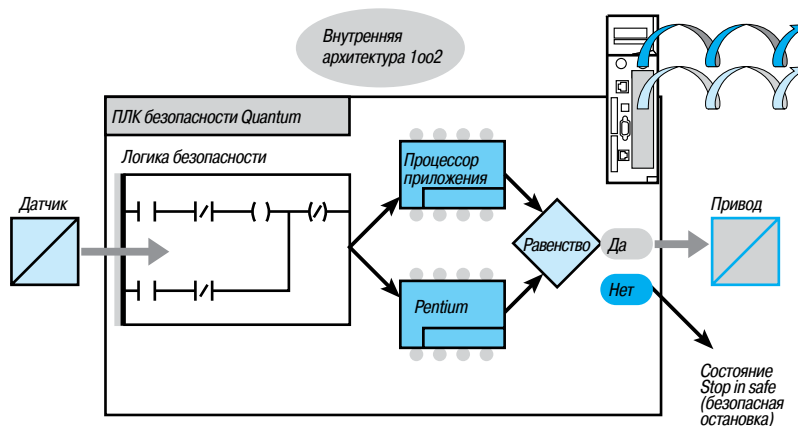 Внутренняя
архитектура 1oo2
ПЛК безопасности Quantum
Логика безопасности
Датчик
Процессор
приложения
Pentium
Равенство
Да
Нет
Привод
Состояние
Stop in safe
(безопасная
остановка)